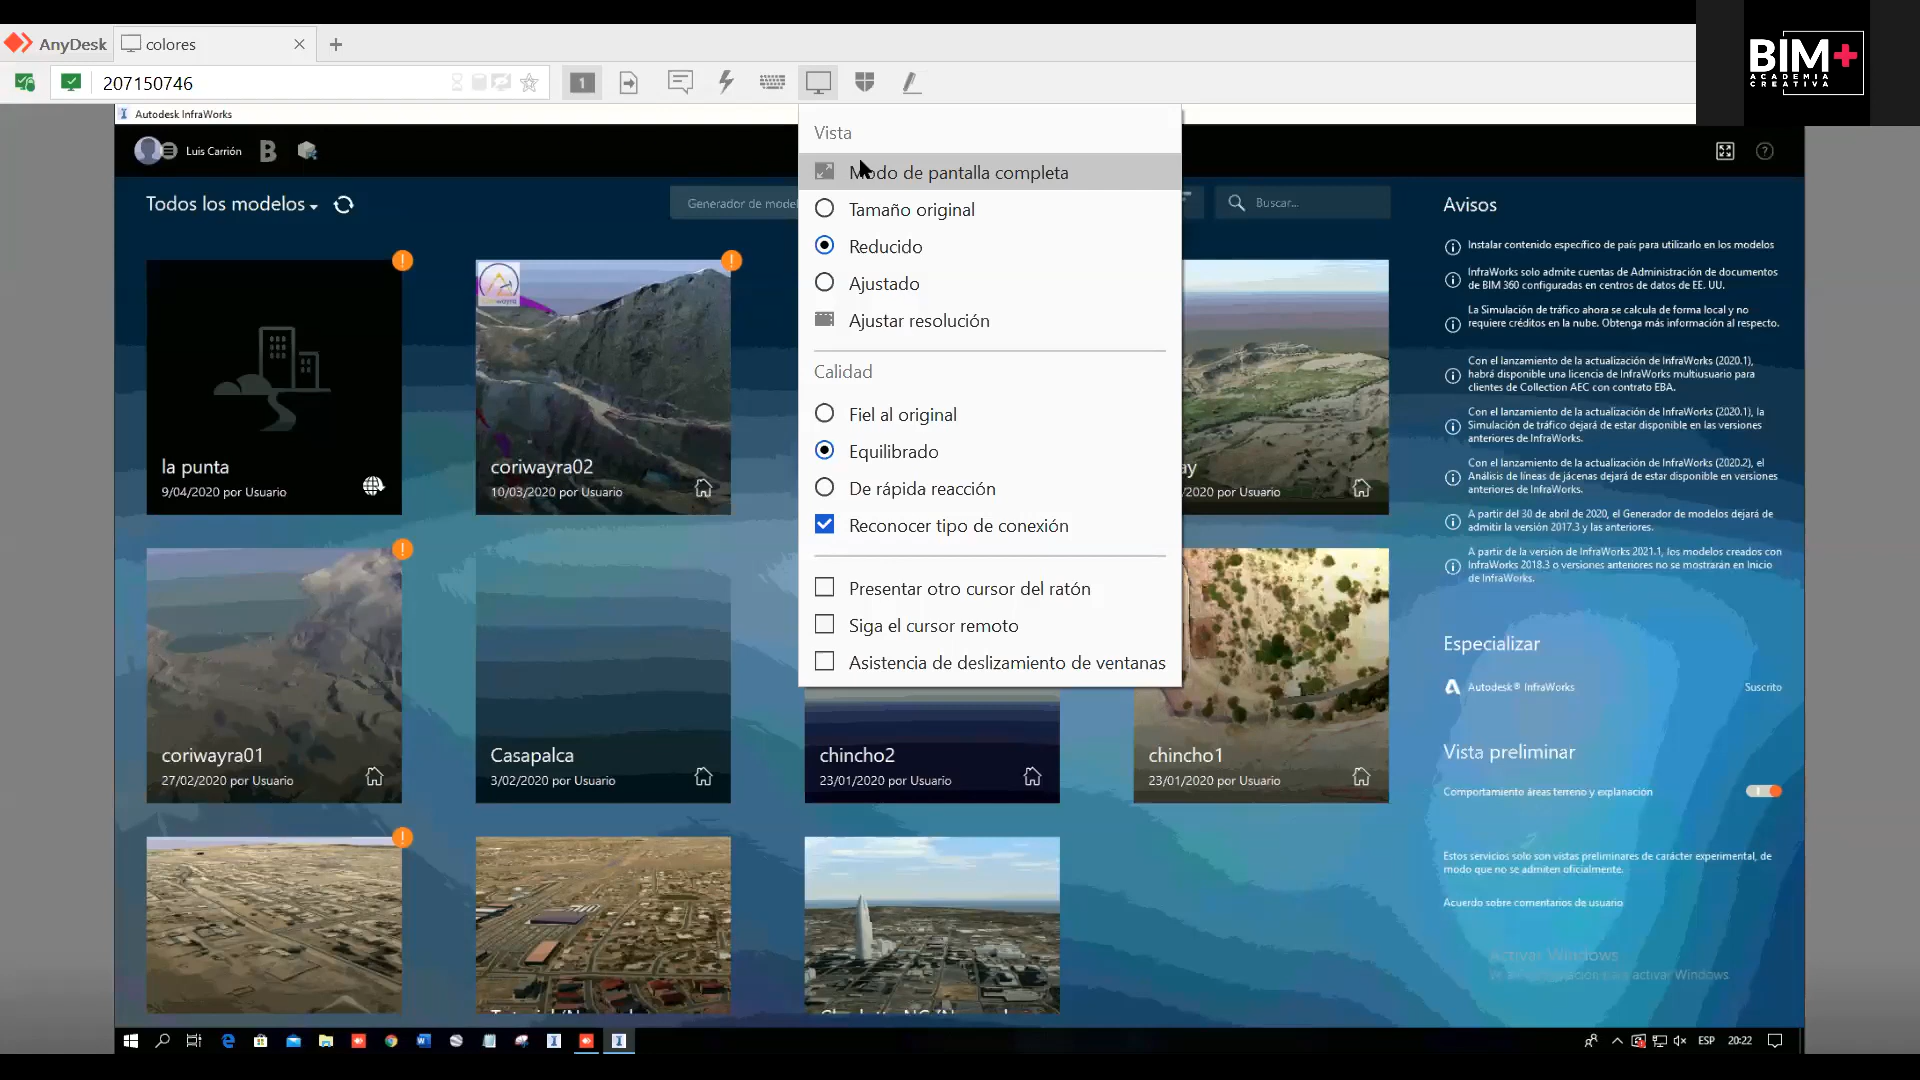 AnyDesk
colores
BIM+
ACADEMIA
CREATIVA
207150746
1
Autodesk InfraWorks
Luis Carrión
B
Todos los modelos
Generador de model
Buscar...
Vista
Modo de pantalla completa
Tamaño original
Reducido
Ajustado
Ajustar resolución
Calidad
Fiel al original
Equilibrado
De rápida reacción
Reconocer tipo de conexión
Presentar otro cursor del ratón
Siga el cursor remoto
Asistencia de deslizamiento de ventanas
la punta
9/04/2020 por Usuario
coriwayra02
10/03/2020 por Usuario
ay
/2020 por Usuario
coriwayra01
27/02/2020 por Usuario
Casapalca
3/02/2020 por Usuario
chincho2
23/01/2020 por Usuario
chincho1
23/01/2020 por Usuario
Avisos
Instalar contenido específico de país para utilizarlo en los modelos
InfraWorks solo admite cuentas de Administración de documentos
de BIM 360 configuradas en centros de datos de EE. UU.
La Simulación de tráfico ahora se calcula de forma local y no
requiere créditos en la nube. Obtenga más información al respecto.
Con el lanzamiento de la actualización de InfraWorks (2020.1),
habrá disponible una licencia de InfraWorks multiusuario para
clientes de Collection AEC con contrato EBA.
Con el lanzamiento de la actualización de InfraWorks (2020.1), la
Simulación de tráfico dejará de estar disponible en las versiones
anteriores de InfraWorks.
Con el lanzamiento de la actualización de InfraWorks (2020.2), el
Análisis de líneas de jácenas dejará de estar disponible en versiones
anteriores de InfraWorks.
A partir del 30 de abril de 2020, el Generador de modelos dejará de
admitir la versión 2017.3 y las anteriores.
A partir de la versión de InfraWorks 2021.1, los modelos creados con
InfraWorks 2018.3 o versiones anteriores no se mostrarán en Inicio
de InfraWorks.
Especializar
Autodesk® InfraWorks
Suscrito
Vista preliminar
Comportamiento áreas terreno y explanación
Estos servicios solo son vistas preliminares de carácter experimental, de
modo que no se admiten oficialmente.
Acuerdo sobre comentarios de usuario
Activar Windows
activar Windows
ESP
20:22